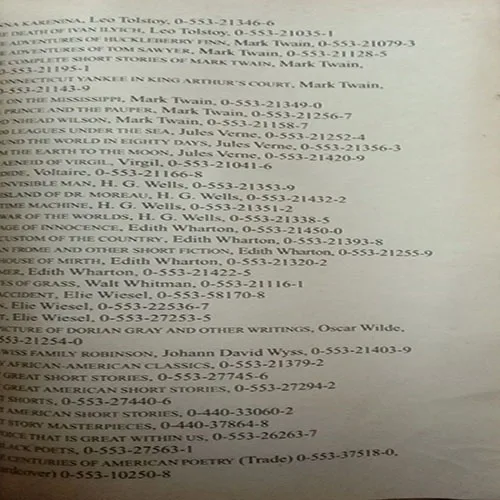 NNA KARENINA, Leo Tolstoy, 0-553-21346-6
E DEATH OF IVAN ILYICH, Leo Tolstoy, 0-553-21035-1
E ADVENTURES OF HUCKLEBERRY FINN, Mark Twain, 0-553-21079-3
E ADVENTURES OF TOM SAWYER, Mark Twain, 0-553-21128-5
E COMPLETE SHORT STORIES OF MARK TWAIN, Mark Twain,
0-553-21195-1
ONNECTICUT YANKEE IN KING ARTHUR'S COURT, Mark Twain,
0-553-21143-9
E ON THE MISSISSIPPI, Mark Twain, 0-553-21349-0
PRINCE AND THE PAUPER, Mark Twain, 0-553-21256-7
D'NHEAD WILSON, Mark Twain, 0-553-21158-7
00 LEAGUES UNDER THE SEA, Jules Verne, 0-553-21252-4
UND THE WORLD IN EIGHTY DAYS, Jules Verne, 0-553-21356-3
M THE EARTH TO THE MOON, Jules Verne, 0-553-21420-9
AENEID OF VIRGIL, Virgil, 0-553-21041-6
DIDE, Voltaire, 0-553-21166-8
INVISIBLE MAN, H. G. Wells, 0-553-21353-9
ISLAND OF DR. MOREAU, H. G. Wells, 0-553-21432-2
TIME MACHINE, H. G. Wells, 0-553-21351-2
WAR OF THE WORLDS, H. G. Wells, 0-553-21338-5
AGE OF INNOCENCE, Edith Wharton, 0-553-21450-0
CUSTOM OF THE COUNTRY, Edith Wharton, 0-553-21393-8
AN FROME AND OTHER SHORT FICTION, Edith Wharton, 0-553-21255-9
HOUSE OF MIRTH, Edith Wharton, 0-553-21320-2
MER, Edith Wharton, 0-553-21422-5
ES OF GRASS, Walt Whitman, 0-553-21116-1
ACCIDENT, Elie Wiesel, 0-553-58170-8
N, Elie Wiesel, 0-553-22536-7
T, Elie Wiesel, 0-553-27253-5
PICTURE OF DORIAN GRAY AND OTHER WRITINGS, Oscar Wilde,
553-21254-0
WISS FAMILY ROBINSON, Johann David Wyss, 0-553-21403-9
Y AFRICAN-AMERICAN CLASSICS, 0-553-21379-2
GREAT SHORT STORIES, 0-553-27745-6
GREAT AMERICAN SHORT STORIES, 0-553-27294-2
T SHORTS, 0-553-27440-6
T AMERICAN SHORT STORIES, 0-440-33060-2
T STORY MASTERPIECES, 0-440-37864-8
OICE THAT IS GREAT WITHIN US, 0-553-26263-7
LACK POETS, 0-553-27563-1
E CENTURIES OF AMERICAN POETRY (Trade) 0-553-37518-0,
ardcover) 0-553-10250-8